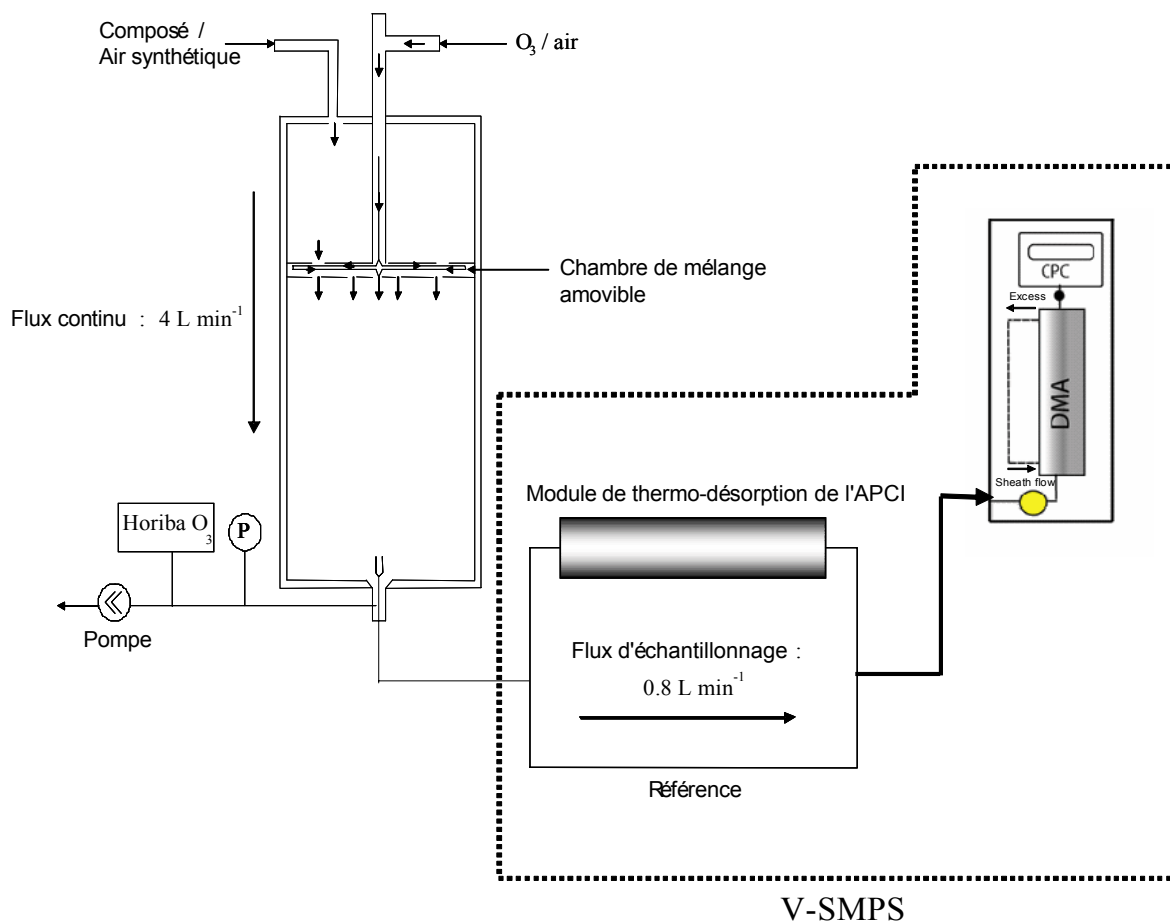 Composé /
Air synthétique
O3 / air
Chambre de mélange
amovible
Flux continu : 4 L min-1
CPC
Excess
DMA
Sheath flow
Module de thermo-désorption de l'APCI
Horiba O3
P
Pompe
Flux d'échantillonnage :
0.8 L min-1
Référence
V-SMPS